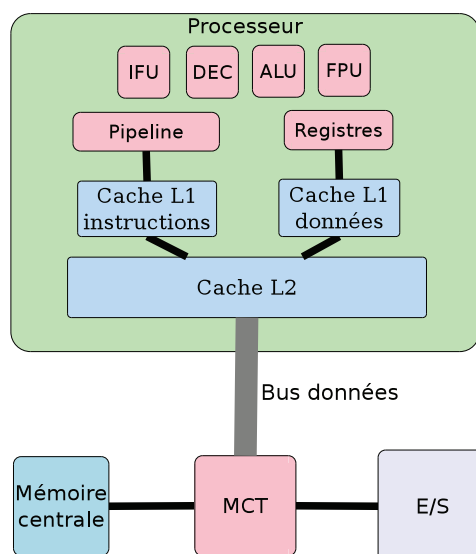 Processeur
IFU
DEC
ALU
FPU
Pipeline
Registres
Cache L1
instructions
Cache L1
données
Cache L2
Bus données
Mémoire
centrale
MCT
E/S